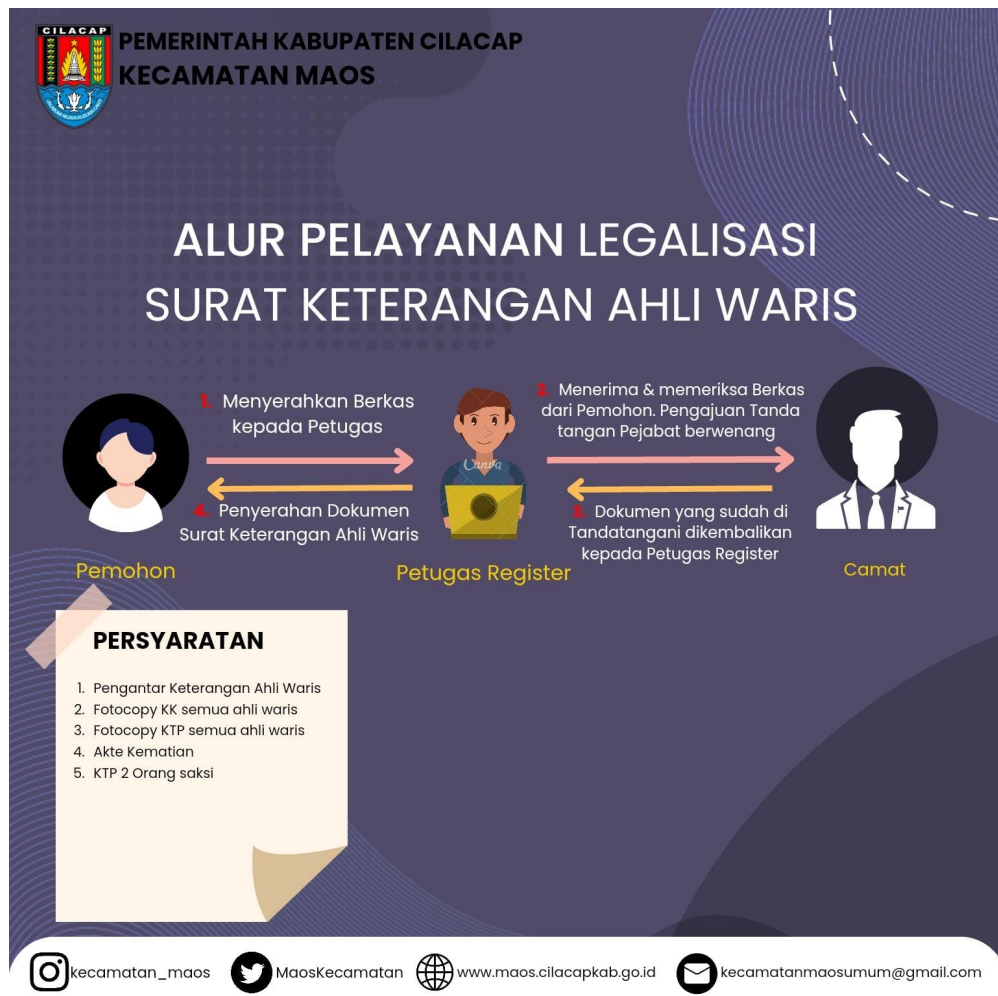 CILACAP
PEMERINTAH KABUPATEN CILACAP
KECAMATAN MAOS
ALUR PELAYANAN LEGALISASI
SURAT KETERANGAN AHLI WARIS
1. Menyerahkan Berkas
kepada Petugas
2. Menerima & memeriksa Berkas
dari Pemohon. Pengajuan Tanda
tangan Pejabat berwenang
Canva
4. Penyerahan Dokumen
Surat Keterangan Ahli Waris
3. Dokumen yang sudah di
Tandatangani dikembalikan
kepada Petugas Register
Pemohon
Petugas Register
Camat
PERSYARATAN
1. Pengantar Keterangan Ahli Waris
2. Fotocopy KK semua ahli waris
3. Fotocopy KTP semua ahli waris
4. Akte Kematian
5. KTP 2 Orang saksi
kecamatan_maos
MaosKecamatan
www.maos.cilacapkab.go.id
kecamatanmaosumum@gmail.com